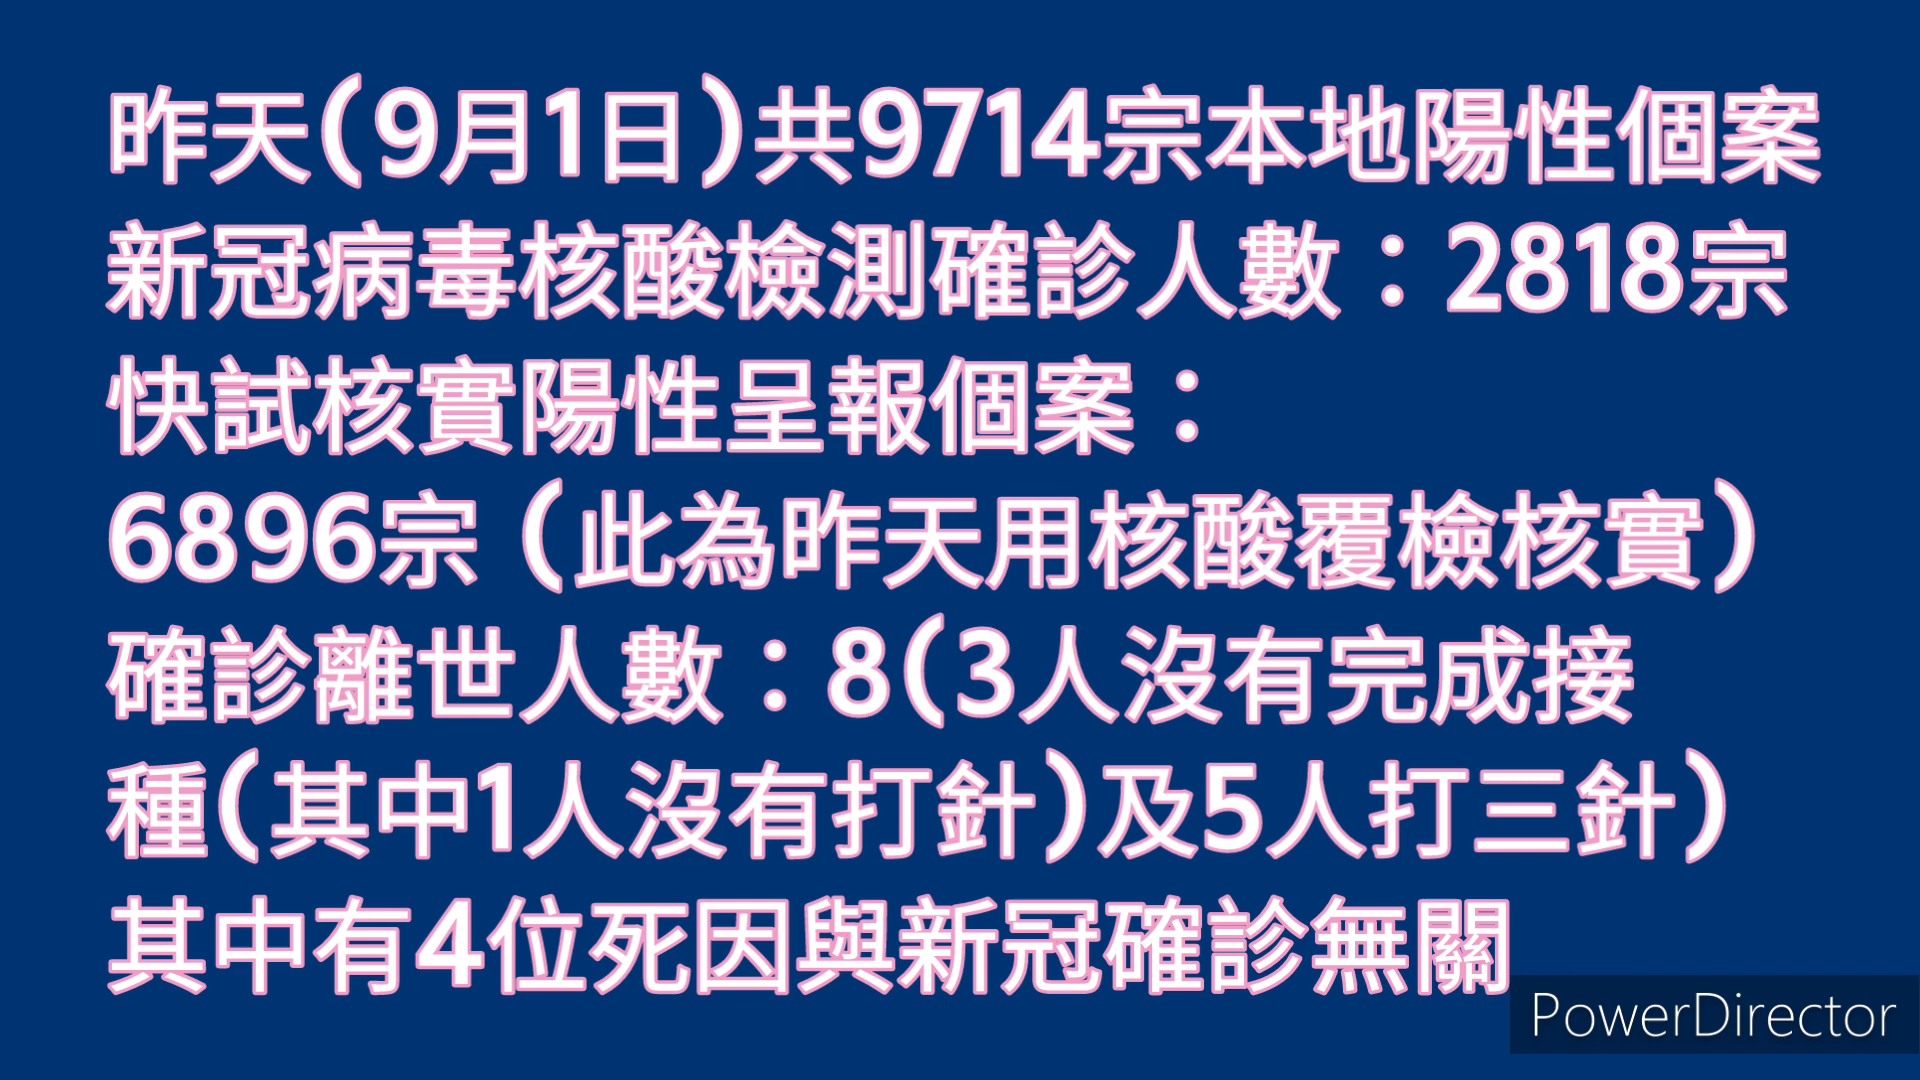 昨天(9月1日)共9714宗本地陽性個案
新冠病毒核酸檢測確診人數：2818宗
快試核實陽性呈報個案：
6896宗（此為昨天用核酸覆檢核實）
確診離世人數：8(3人沒有完成接
種(其中1人沒有打針)及5人打三針)
其中有4位死因與新冠確診無關
PowerDirector